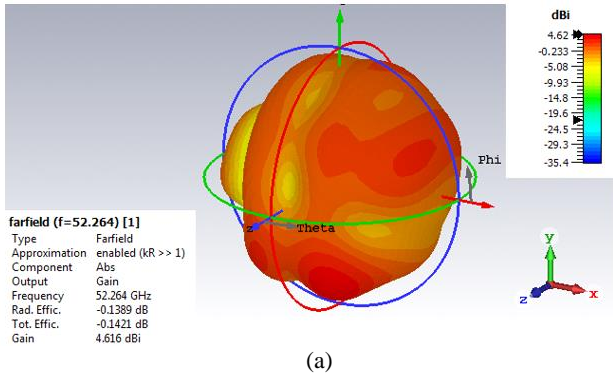 dBi
4.62
-0.233
-5.08
-9.93
-14.8
-19.6
-24.5
-29.3
-35.4
Phi
z
Theta
farfield (f=52.264) [1]
Type Farfield
Approximation enabled (kR >> 1)
Component Abs
Output Gain
Frequency 52.264 GHz
Rad. Effic. -0.1389 dB
Tot. Effic. -0.1421 dB
Gain 4.616 dBi
y
z
x
(a)